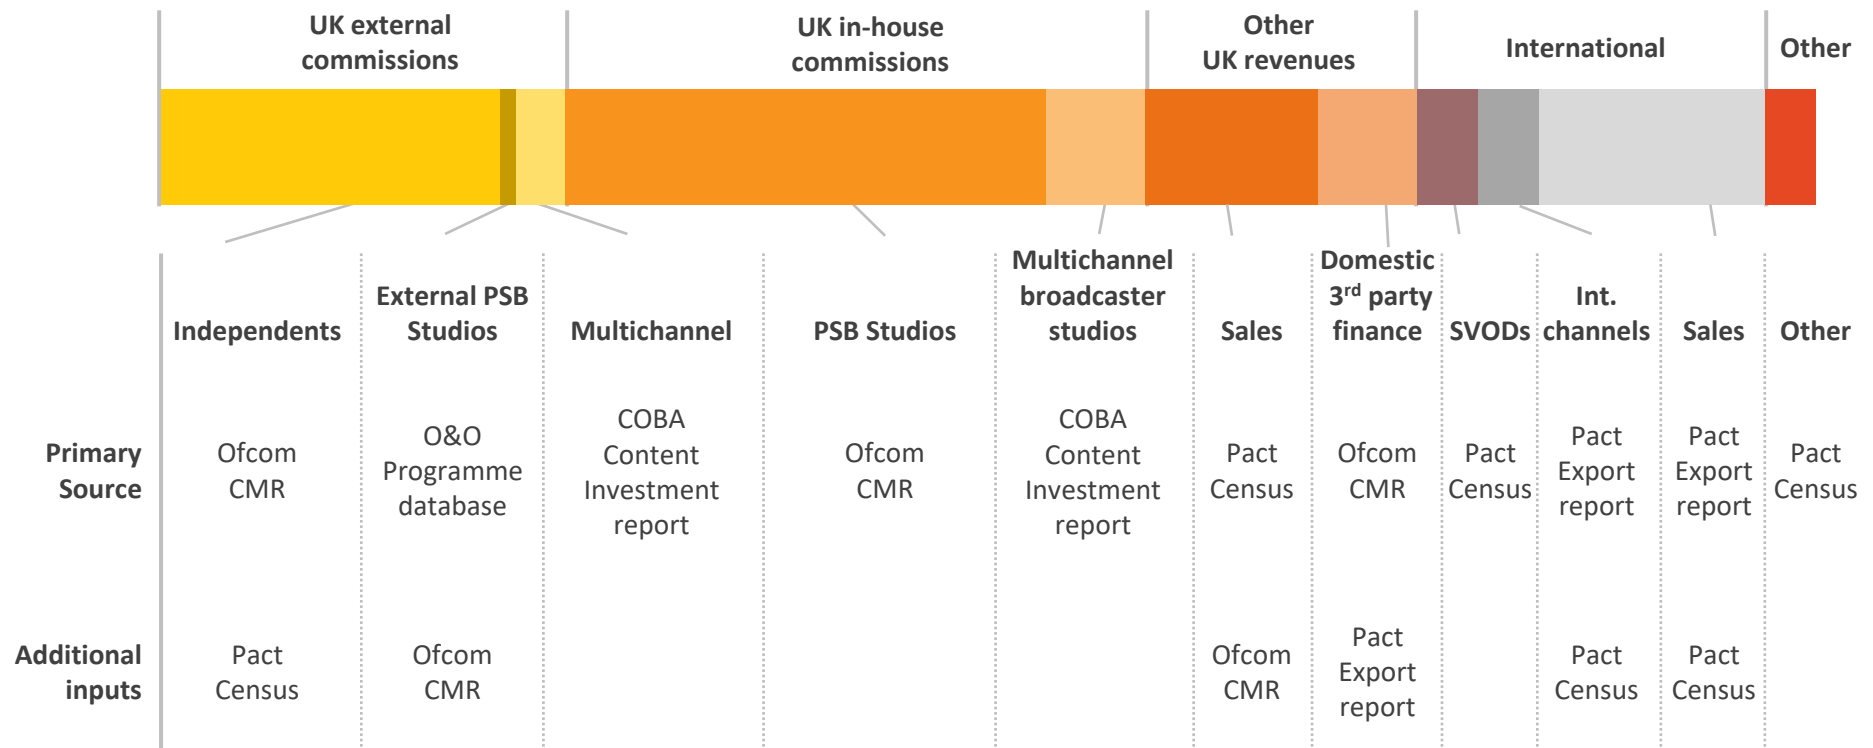 UK external
commissions
UK in-house
commissions
Other
UK revenues
International
Other
Independents
External PSB
Studios
Multichannel
PSB Studios
Multichannel
broadcaster
studios
Sales
Domestic
3rd party
finance
SVODs
Int.
channels
Sales
Other
Primary
Source
Ofcom
CMR
O&O
Programme
database
COBA
Content
Investment
report
Ofcom
CMR
COBA
Content
Investment
report
Pact
Census
Ofcom
CMR
Pact
Census
Pact
Export
report
Pact
Export
report
Pact
Census
Additional
inputs
Pact
Census
Ofcom
CMR
Ofcom
CMR
Pact
Export
report
Pact
Census
Pact
Census